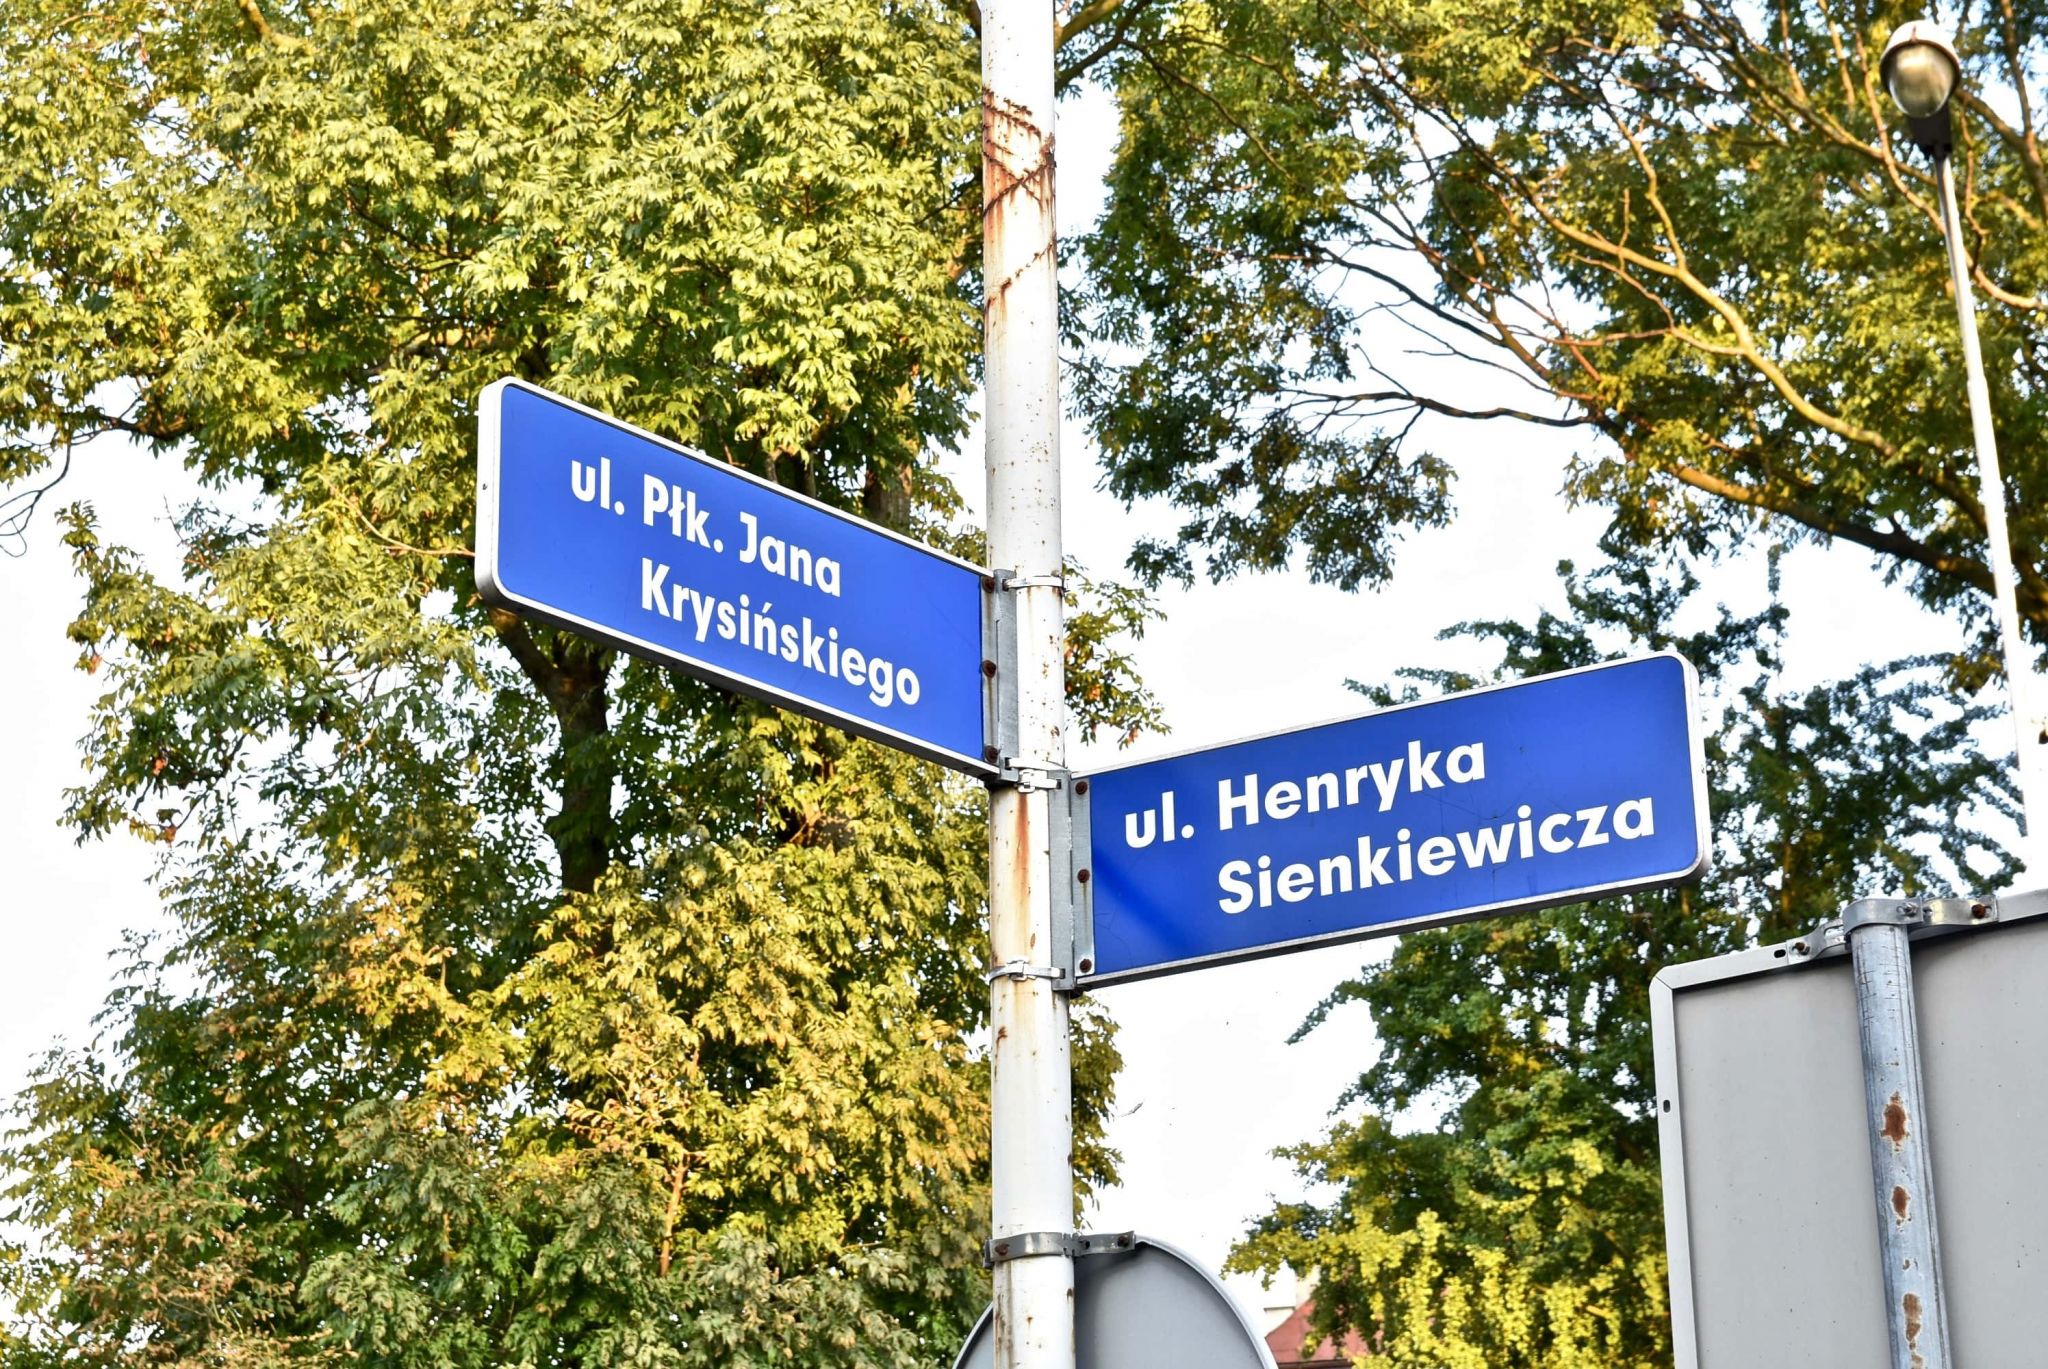 ul. Płk. Jana
Krysińskiego
ul. Henryka
Sienkiewicza